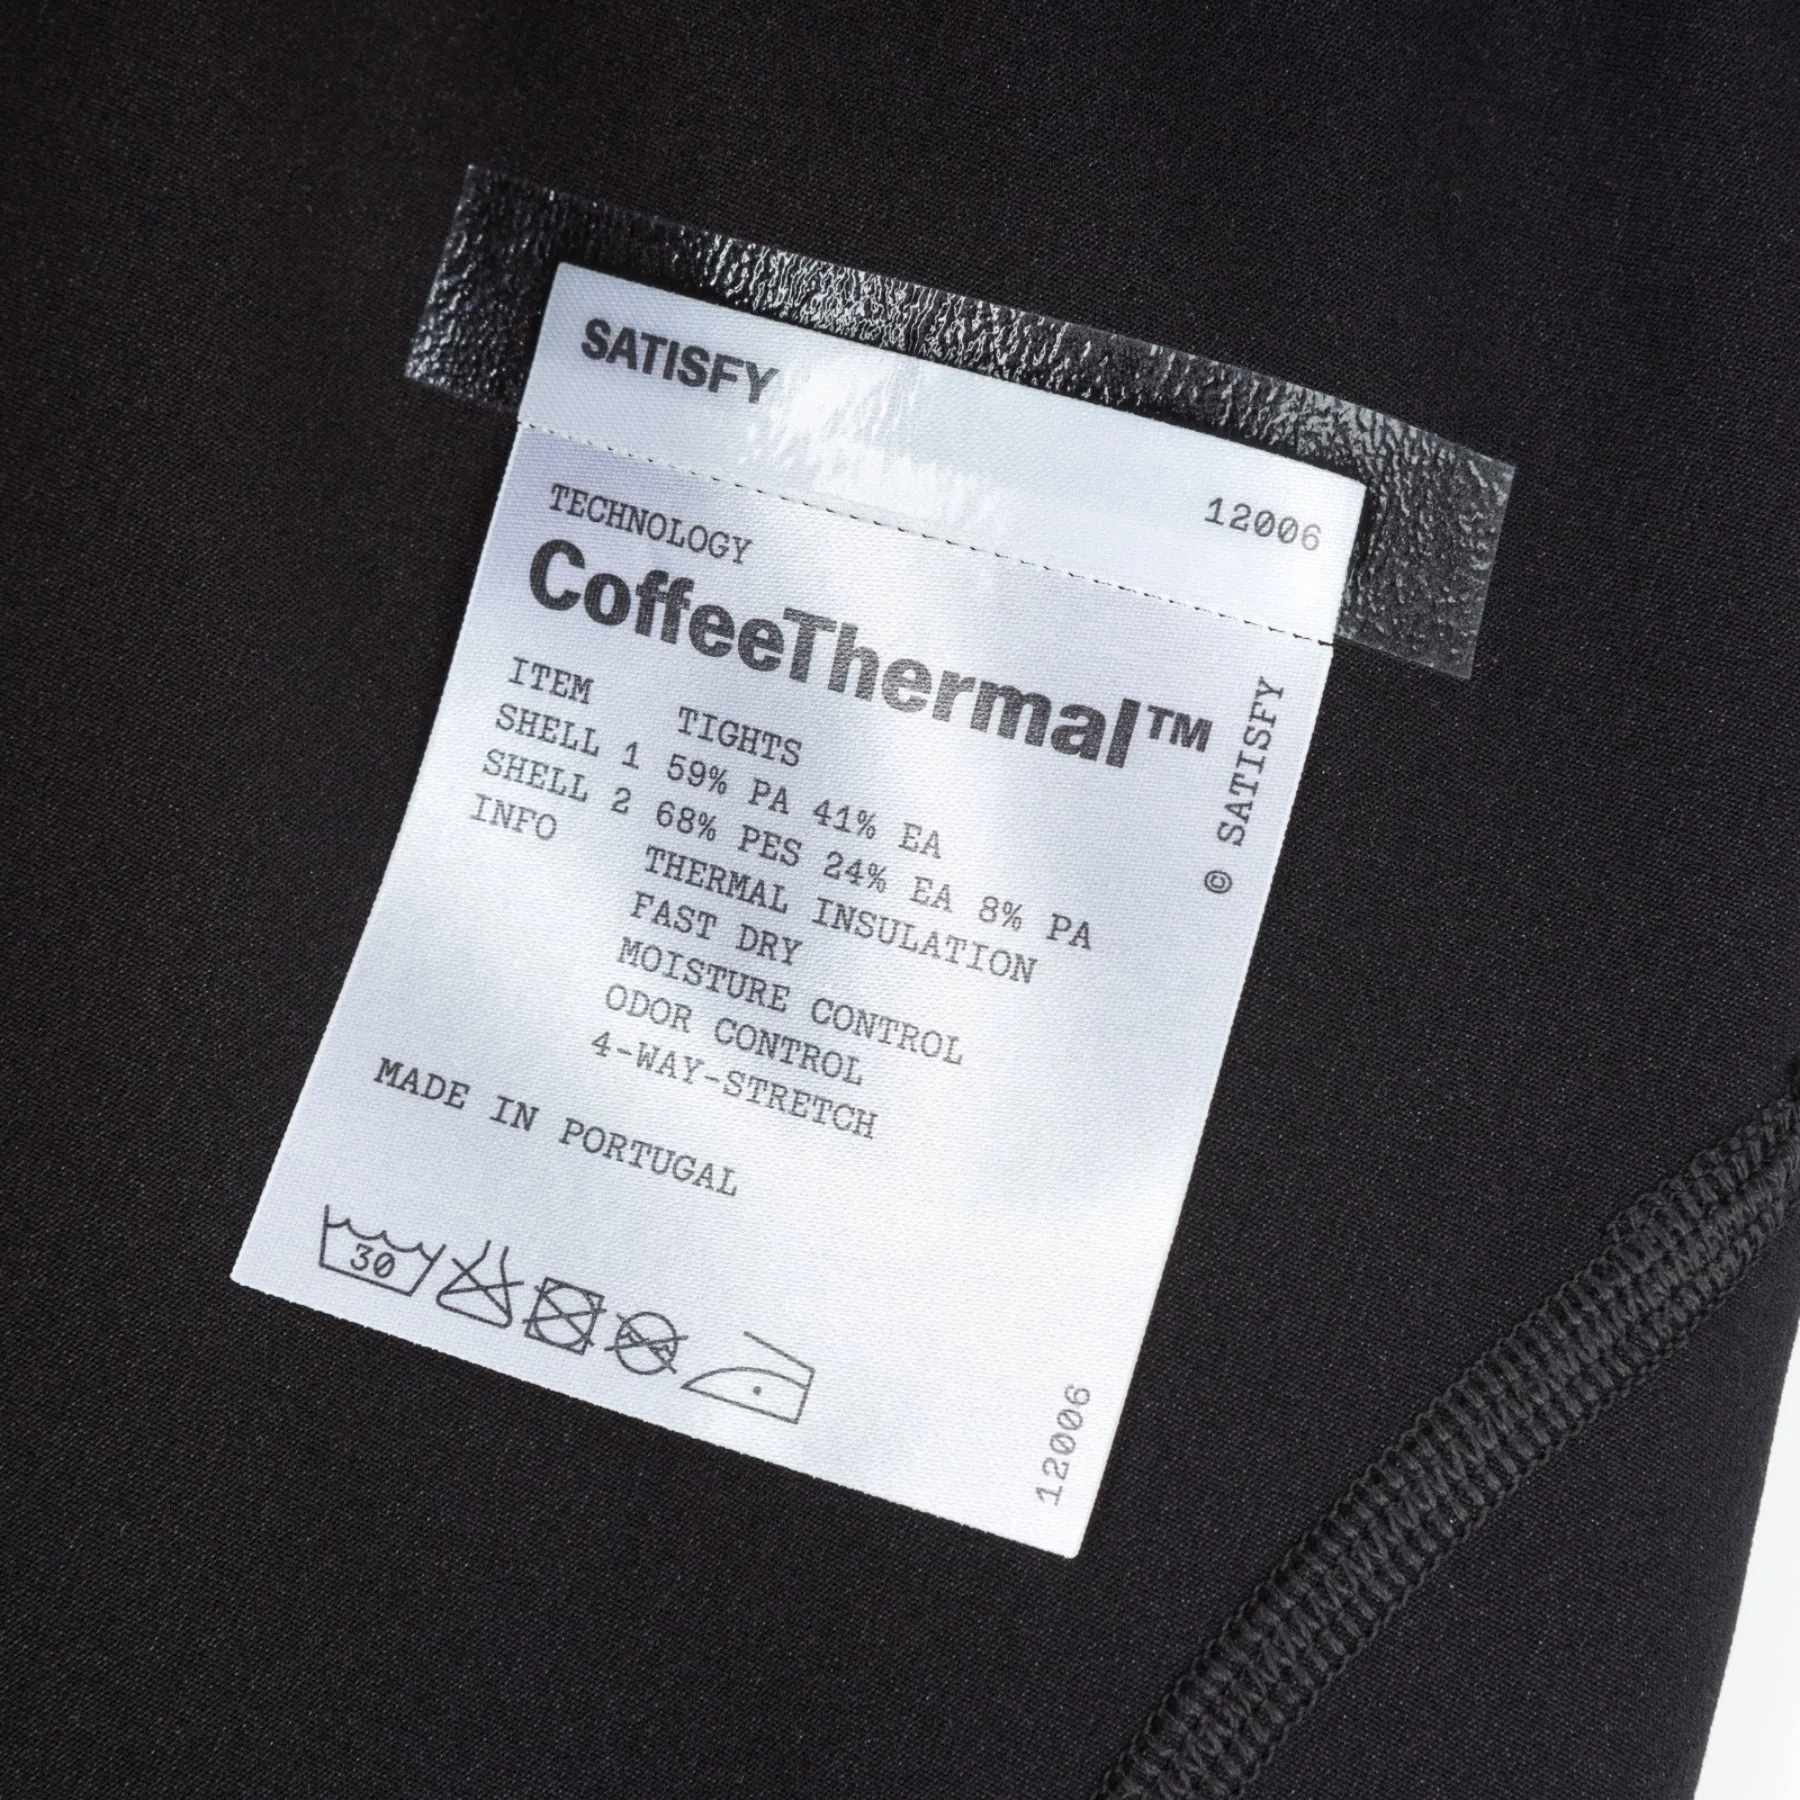 SATISFY
12006
TECHNOLOGY
CoffeeThermal™
ITEM TIGHTS
SHELL 1 59% PA 41% EA
SHELL 2 68% PES 24% EA 8% PA
INFO THERMAL INSULATION
FAST DRY
MOISTURE CONTROL
ODOR CONTROL
4-WAY-STRETCH
MADE IN PORTUGAL
30
© SATISFY
12006